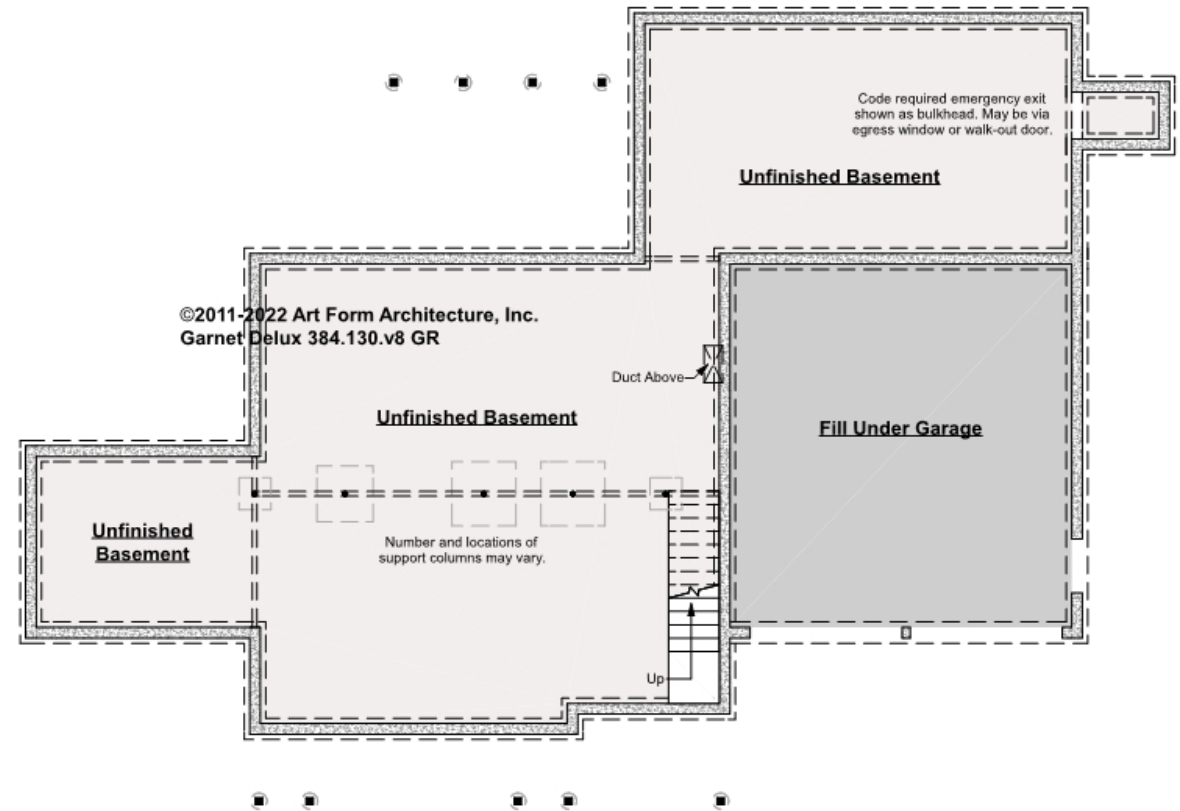 Code required emergency exit
shown as bulkhead. May be via
egress window or walk-out door.
Unfinished Basement
©2011-2022 Art Form Architecture, Inc.
Garnet Delux 384.130.v8 GR
Duct Above
Unfinished Basement
Fill Under Garage
Unfinished
Basement
Number and locations of
support columns may vary.
Up